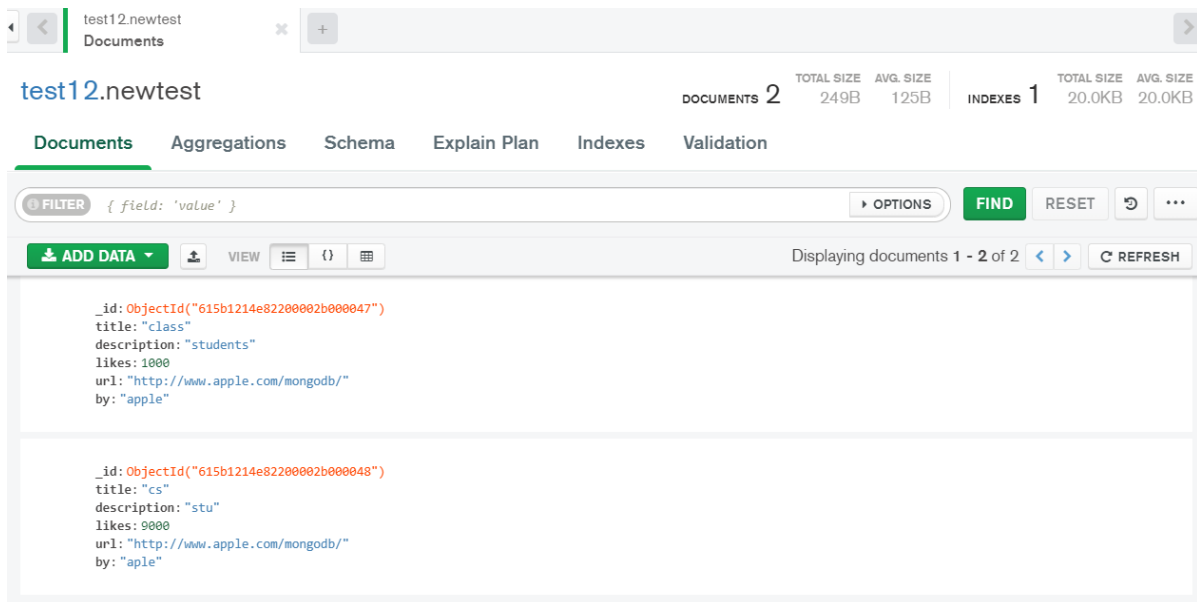 test12.newtest
Documents
test12.newtest
DOCUMENTS 2 TOTAL SIZE 249B AVG. SIZE 125B INDEXES 1 TOTAL SIZE 20.0KB AVG. SIZE 20.0KB
Documents Aggregations Schema Explain Plan Indexes Validation
FILTER { field: 'value' } OPTIONS FIND RESET ...
ADD DATA VIEW {} Displaying documents 1 - 2 of 2 < > REFRESH
_id: ObjectId("615b1214e82200002b000047")
title: "class"
description: "students"
likes: 1000
url: "http://www.apple.com/mongodb/"
by: "apple"
_id: ObjectId("615b1214e82200002b000048")
title: "cs"
description: "stu"
likes: 9000
url: "http://www.apple.com/mongodb/"
by: "aple"